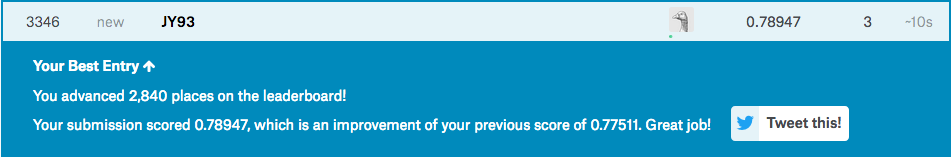 3346 new JY93 0.78947 3 ~10s
Your Best Entry ↑
You advanced 2,840 places on the leaderboard!
Your submission scored 0.78947, which is an improvement of your previous score of 0.77511. Great job! Tweet this!